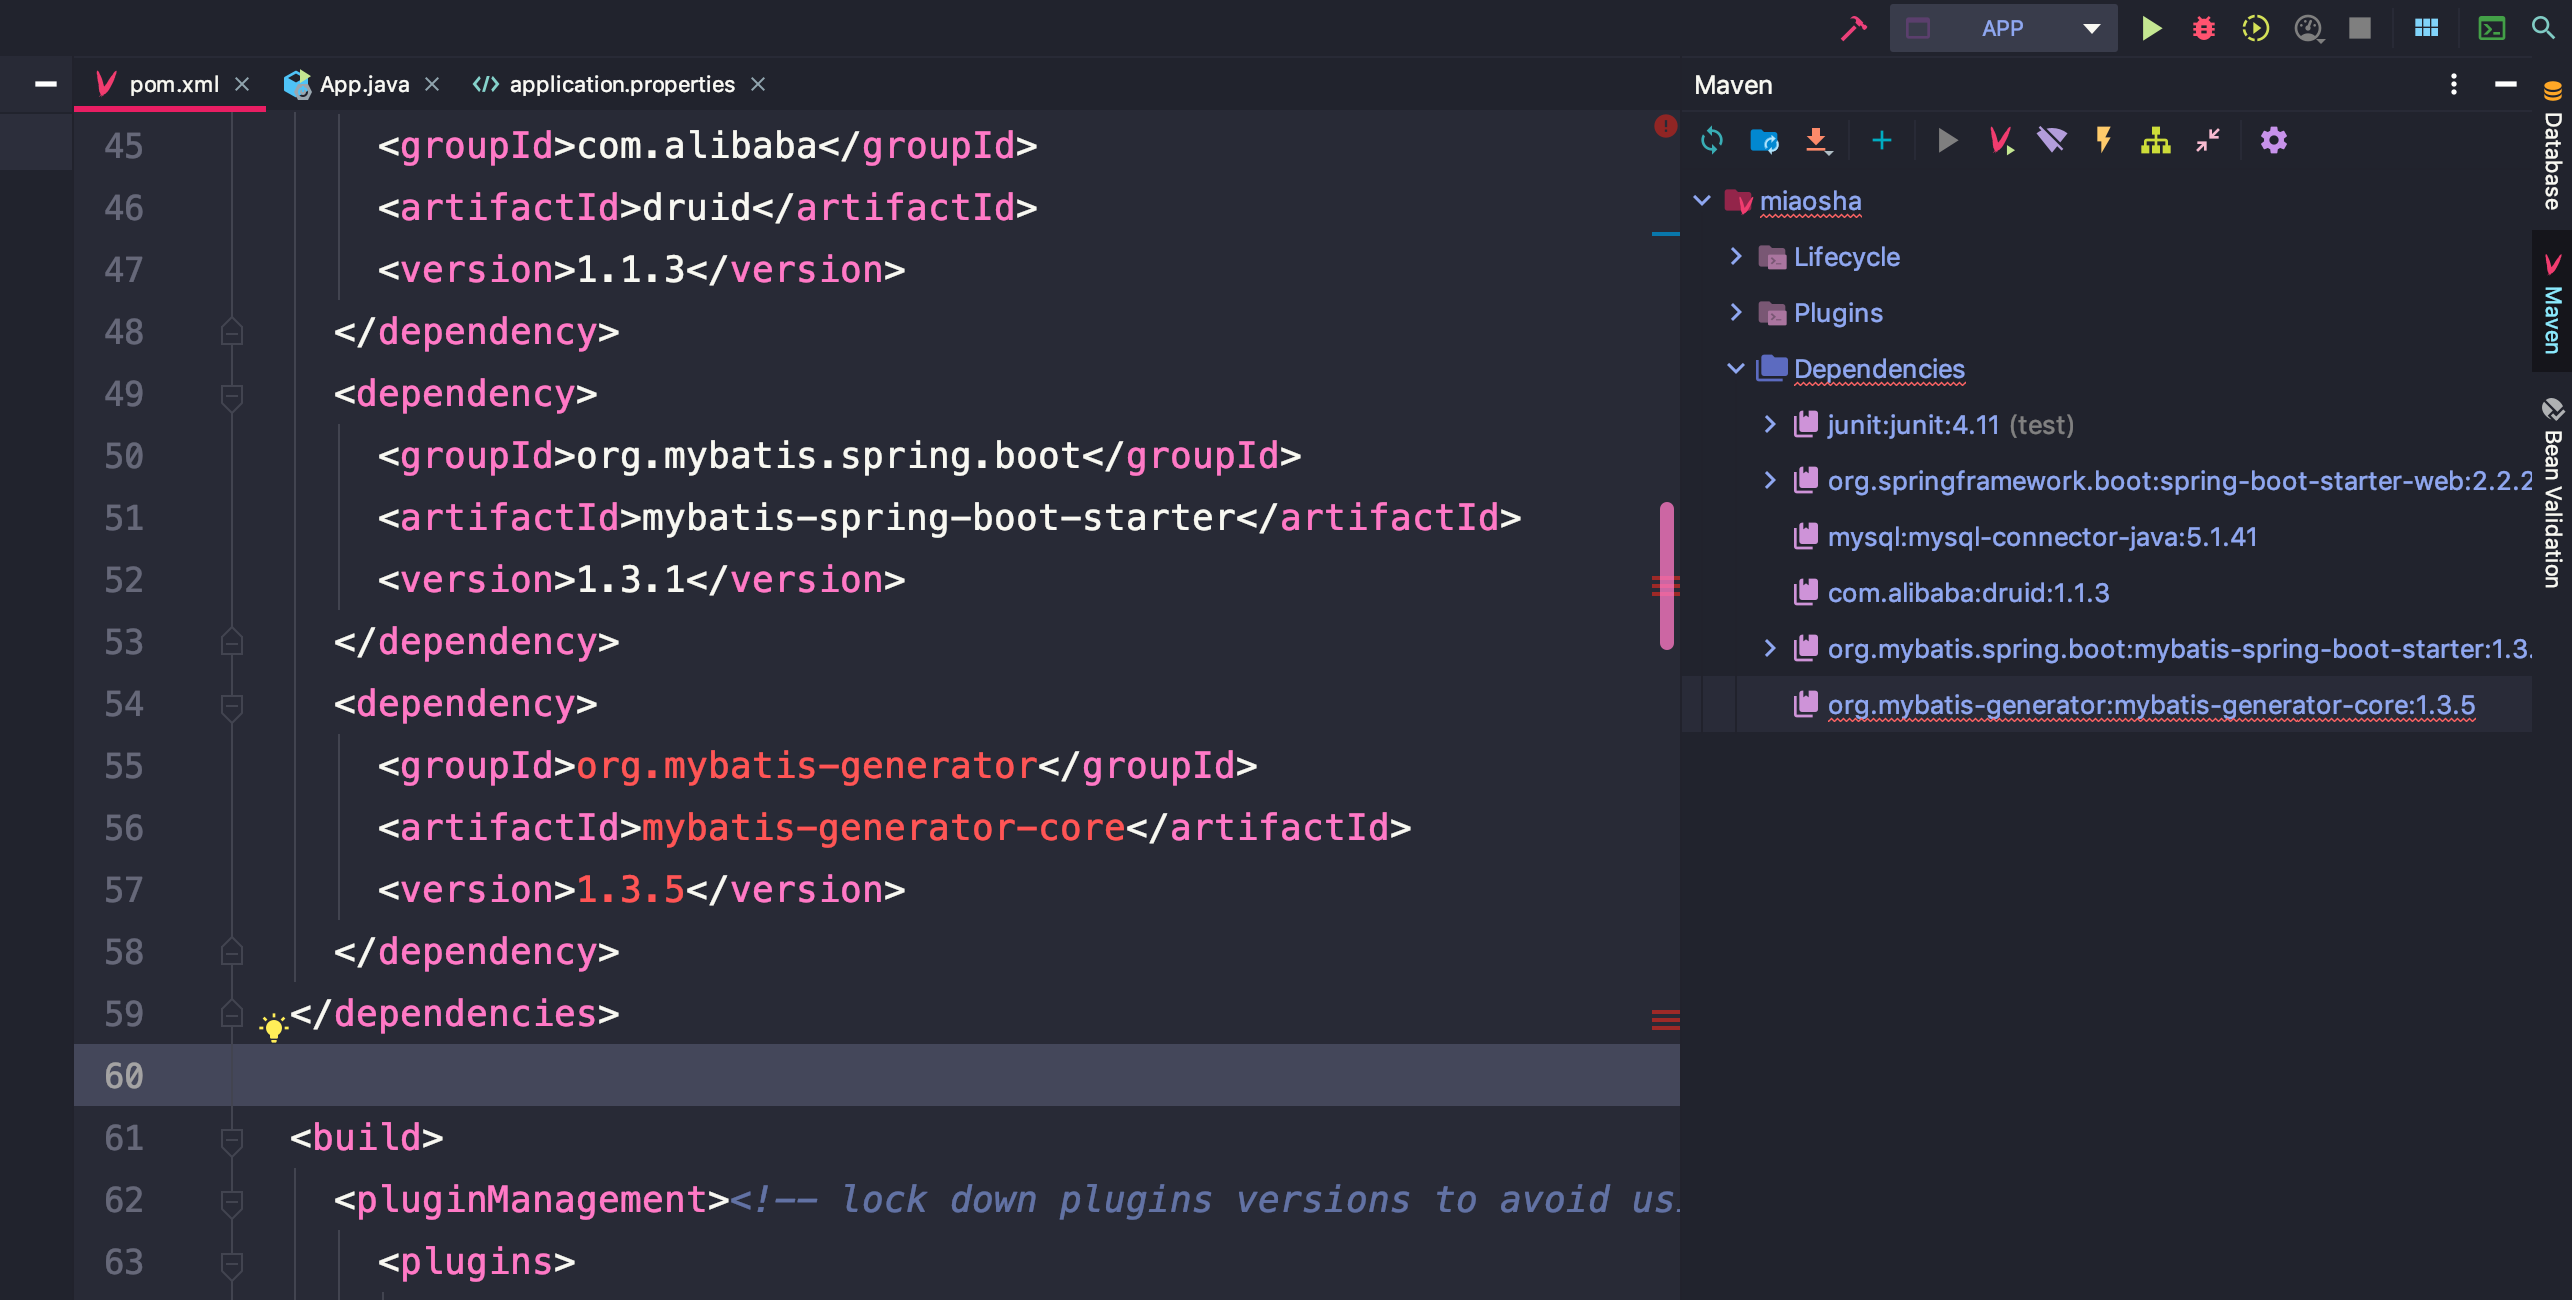 APP
pom.xml
App.java
application.properties
45 <groupId>com.alibaba</groupId>
46 <artifactId>druid</artifactId>
47 <version>1.1.3</version>
48 </dependency>
49 <dependency>
50 <groupId>org.mybatis.spring.boot</groupId>
51 <artifactId>mybatis-spring-boot-starter</artifactId>
52 <version>1.3.1</version>
53 </dependency>
54 <dependency>
55 <groupId>org.mybatis-generator</groupId>
56 <artifactId>mybatis-generator-core</artifactId>
57 <version>1.3.5</version>
58 </dependency>
59 </dependencies>
60
61 <build>
62 <pluginManagement><!-- lock down plugins versions to avoid us
63 <plugins>
Maven
miaosha
Lifecycle
Plugins
Dependencies
junit:junit:4.11 (test)
org.springframework.boot:spring-boot-starter-web:2.2.2
mysql:mysql-connector-java:5.1.41
com.alibaba:druid:1.1.3
org.mybatis.spring.boot:mybatis-spring-boot-starter:1.3.
org.mybatis-generator:mybatis-generator-core:1.3.5
Database
Maven
Bean Validation